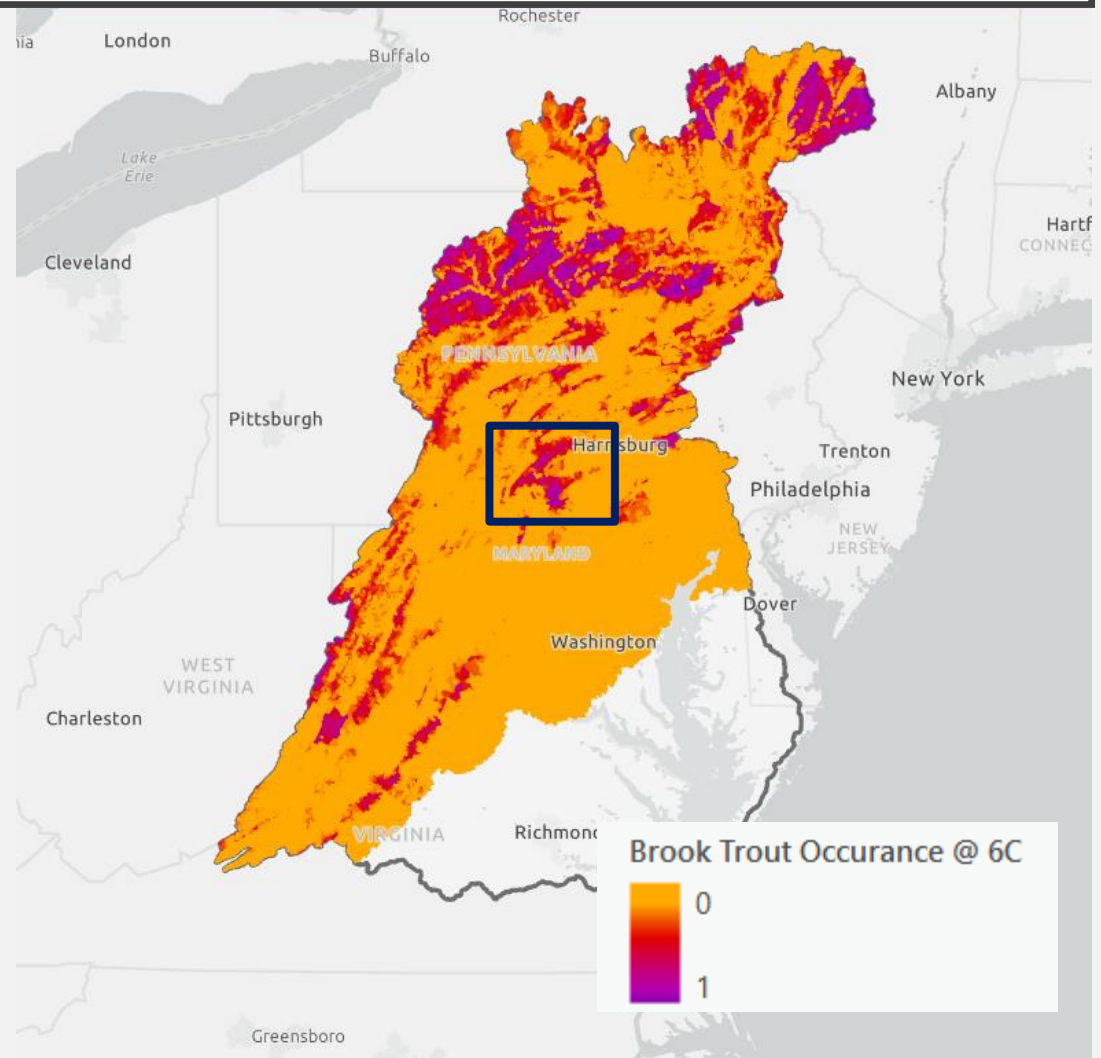 Rochester
London
Buffalo
Albany
Lake
Erie
Hartf
CONNEC
Cleveland
PENNSYLVANIA
New York
Pittsburgh
Harrisburg
Trenton
Philadelphia
NEW
JERSEY
MARYLAND
Dover
Washington
WEST
VIRGINIA
Charleston
VIRGINIA
Richmond
Brook Trout Occurance @ 6C
0
1
Greensboro